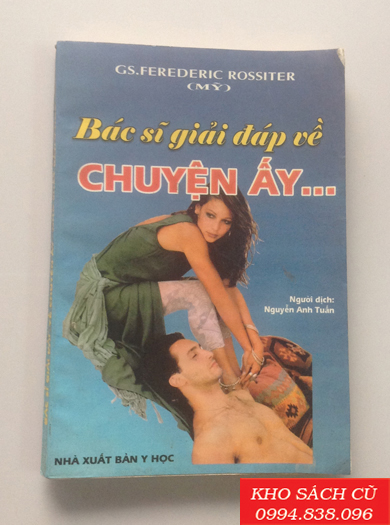 GS.FEREDERIC ROSSITER
(MỸ)
Bác sĩ giải đáp về
CHUYỆN ẤY...
Người dịch:
Nguyễn Anh Tuấn
NHÀ XUẤT BẢN Y HỌC
KHO SÁCH CŨ
0994.838.096